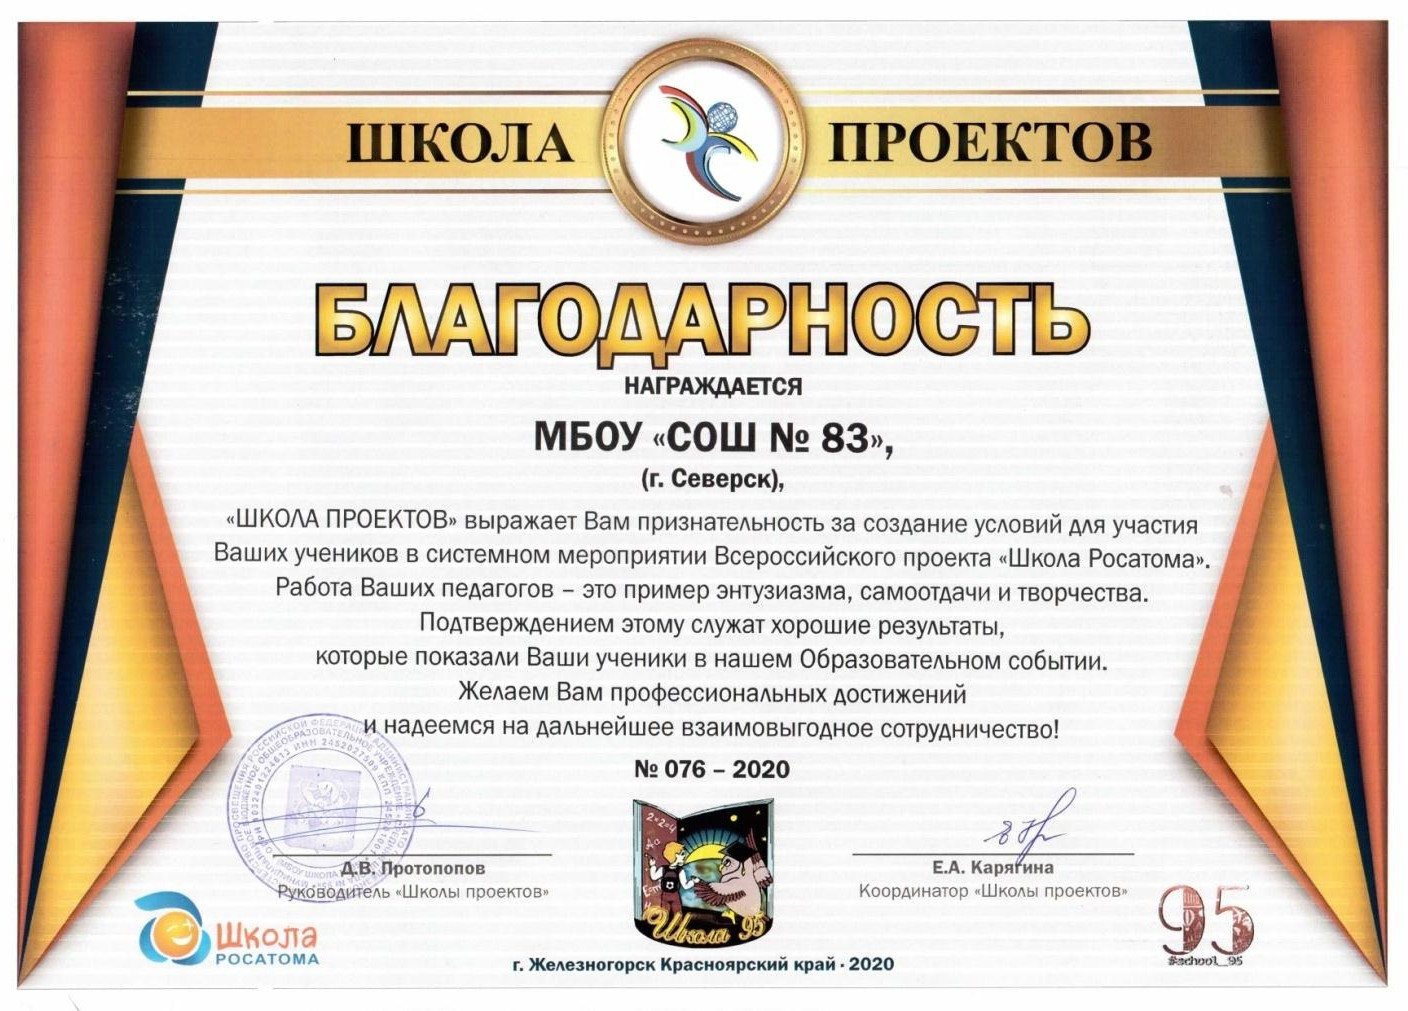 ШКОЛА ПРОЕКТОВ
БЛАГОДАРНОСТЬ
НАГРАЖДАЕТСЯ
МБОУ «СОШ № 83»,
(г. Северск),
«ШКОЛА ПРОЕКТОВ» выражает Вам признательность за создание условий для участия
Ваших учеников в системном мероприятии Всероссийского проекта «Школа Росатома».
Работа Ваших педагогов – это пример энтузиазма, самоотдачи и творчества.
Подтверждением этому служат хорошие результаты,
которые показали Ваши ученики в нашем Образовательном событии.
Желаем Вам профессиональных достижений
и надеемся на дальнейшее взаимовыгодное сотрудничество!
№ 076 – 2020
Д.В. Протопопов
Руководитель «Школы проектов»
Е.А. Карягина
Координатор «Школы проектов»
2×2=4
Школа 95
Школа
РОСАТОМА
95
#school_95
г. Железногорск Красноярский край · 2020